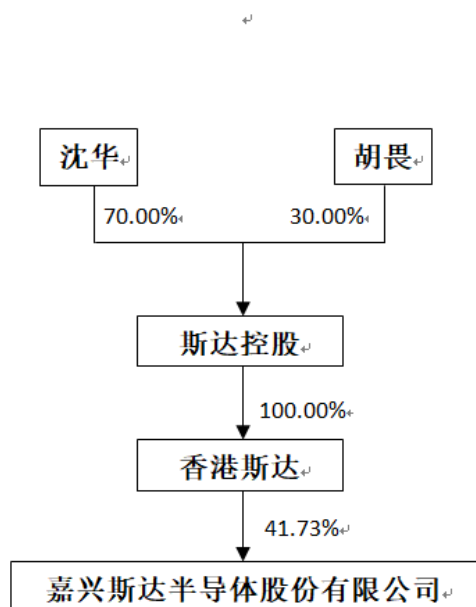 沈华
胡畏
70.00%
30.00%
斯达控股
100.00%
香港斯达
41.73%
嘉兴斯达半导体股份有限公司